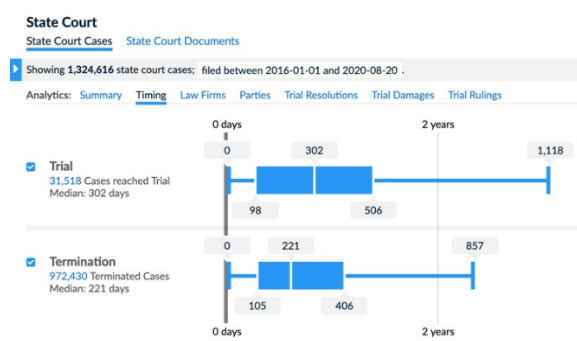 State Court
State Court Cases State Court Documents
Showing 1,324,616 state court cases; filed between 2016-01-01 and 2020-08-20 .
Analytics: Summary Timing Law Firms Parties Trial Resolutions Trial Damages Trial Rulings
0 days 2 years
0 302 1,118
Trial
31,518 Cases reached Trial
Median: 302 days
98 506
0 221 857
Termination
972,430 Terminated Cases
Median: 221 days
105 406
0 days 2 years